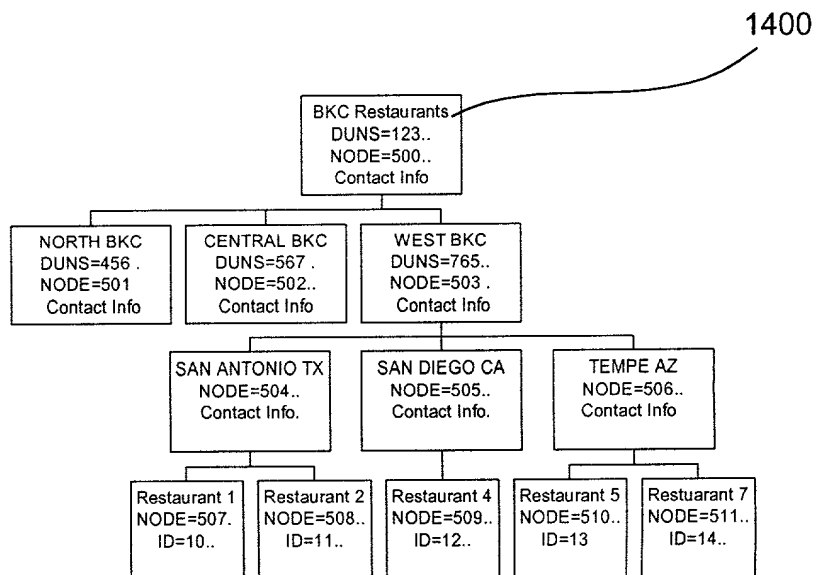 1400
BKC Restaurants
DUNS=123..
NODE=500..
Contact Info
NORTH BKC
DUNS=456 .
NODE=501
Contact Info
CENTRAL BKC
DUNS=567 .
NODE=502..
Contact Info
WEST BKC
DUNS=765..
NODE=503 .
Contact Info
SAN ANTONIO TX
NODE=504..
Contact Info.
SAN DIEGO CA
NODE=505..
Contact Info.
TEMPE AZ
NODE=506..
Contact Info
Restaurant 1
NODE=507.
ID=10..
Restaurant 2
NODE=508..
ID=11..
Restaurant 4
NODE=509..
ID=12..
Restaurant 5
NODE=510..
ID=13
Restuarant 7
NODE=511..
ID=14..